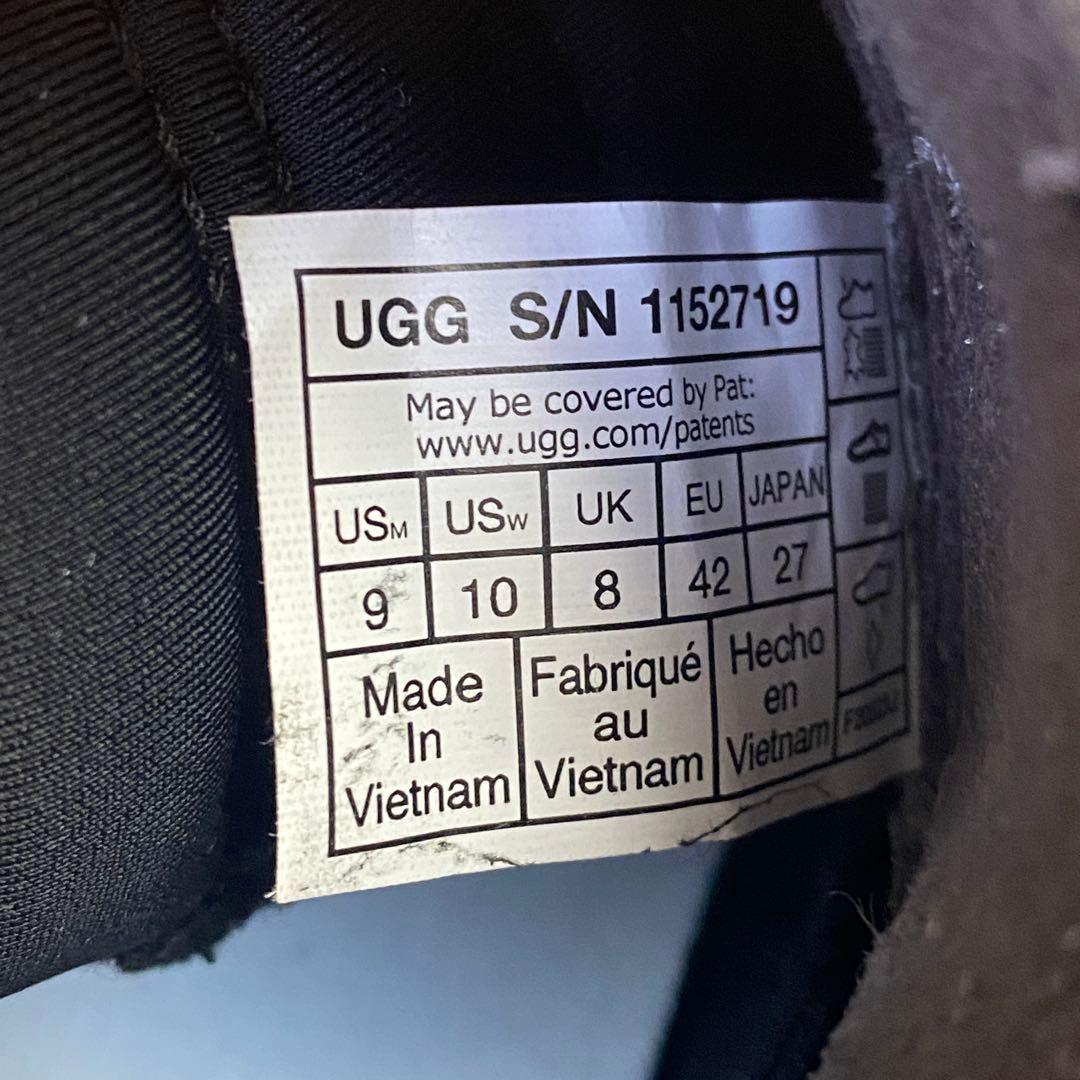 UGG S/N 1152719
May be covered by Pat:
www.ugg.com/patents
USM USW UK EU JAPAN
9 10 8 42 27
Made
In
Vietnam
Fabriqué
au
Vietnam
Hecho
en
Vietnam